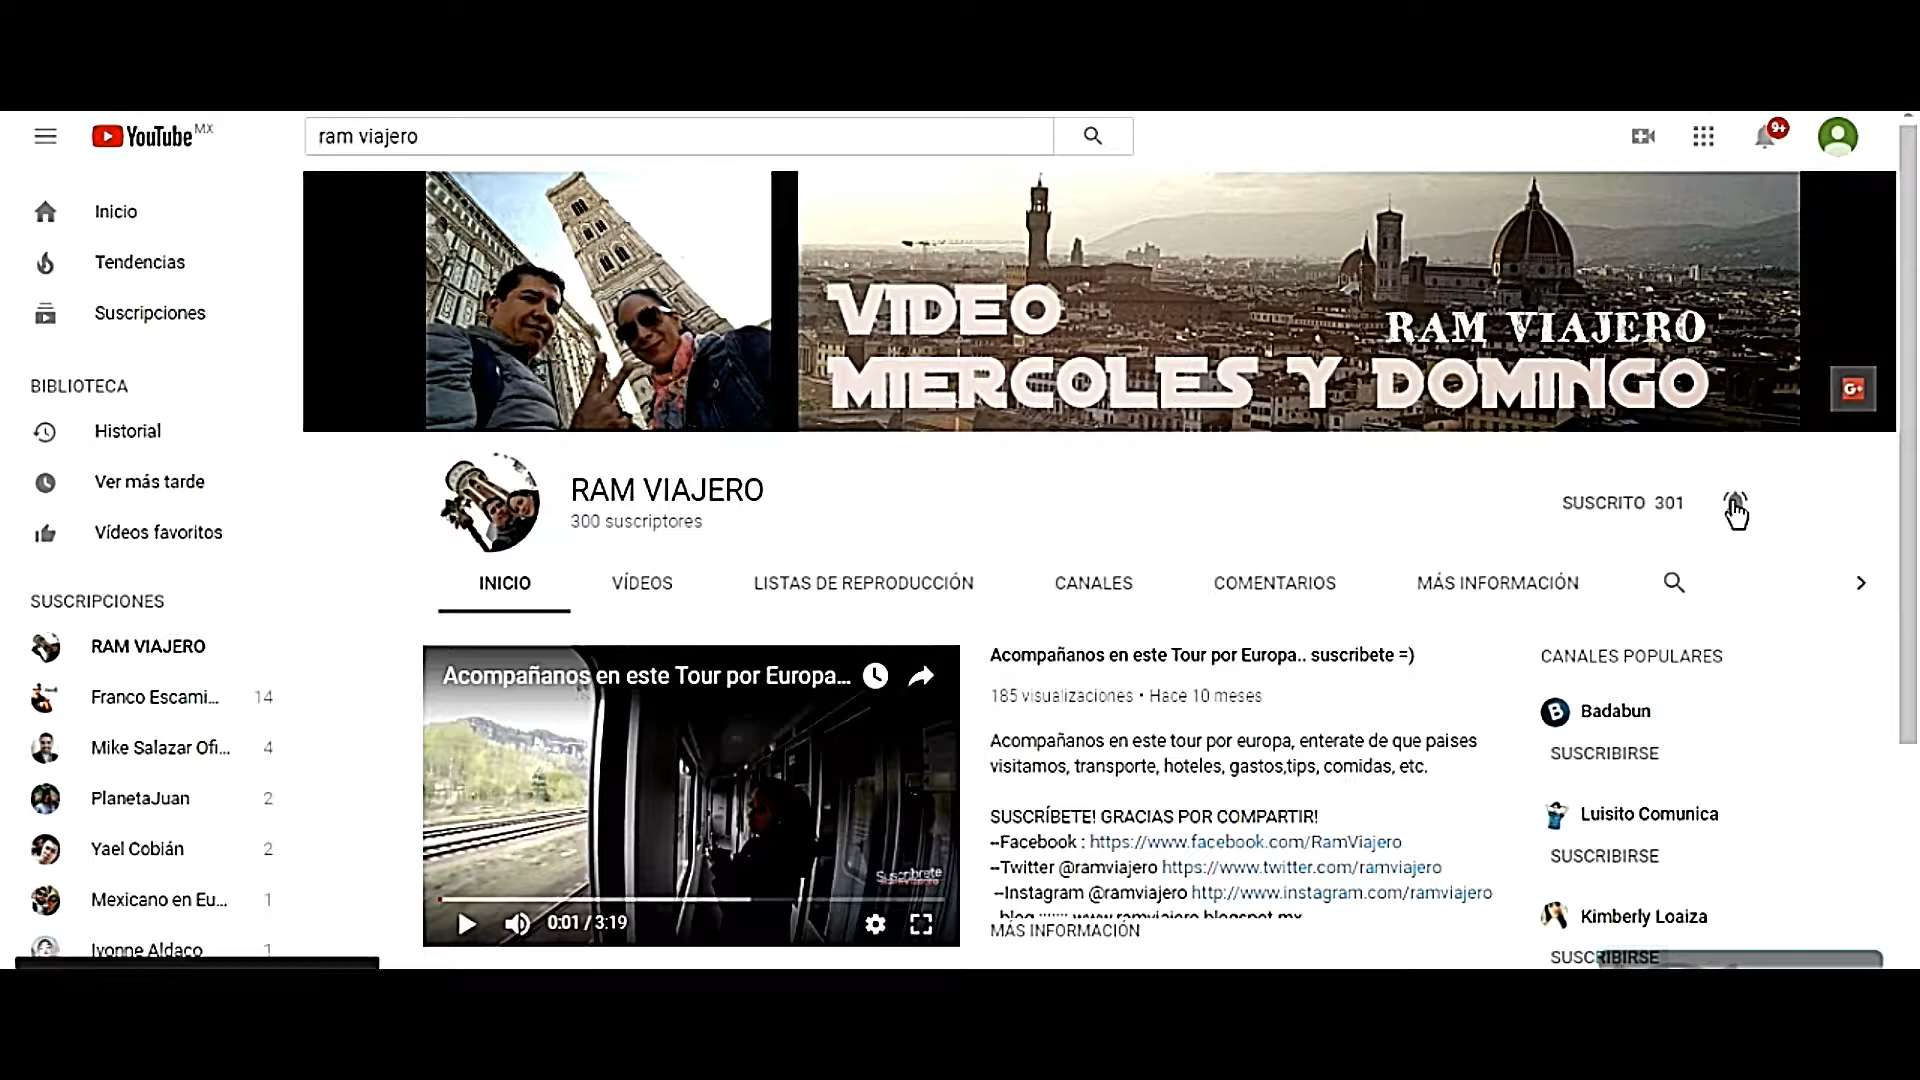 YouTube MX
ram viajero
9+
Inicio
Tendencias
Suscripciones
BIBLIOTECA
Historial
Ver más tarde
Vídeos favoritos
SUSCRIPCIONES
RAM VIAJERO
Franco Escami... 14
Mike Salazar Ofi... 4
PlanetaJuan 2
Yael Cobián 2
Mexicano en Eu... 1
Ivonne Aldaco 1
VIDEO
MIERCOLES Y DOMINGO
RAM VIAJERO
G+
RAM VIAJERO
300 suscriptores
SUSCRITO 301
INICIO VÍDEOS LISTAS DE REPRODUCCIÓN CANALES COMENTARIOS MÁS INFORMACIÓN
Acompañanos en este Tour por Europa...
Suscribete
0:01 / 3:19
Acompañanos en este Tour por Europa.. suscribete =)
185 visualizaciones • Hace 10 meses
Acompañanos en este tour por europa, enterate de que paises
visitamos, transporte, hoteles, gastos,tips, comidas, etc.
SUSCRÍBETE! GRACIAS POR COMPARTIR!
--Facebook : https://www.facebook.com/RamViajero
--Twitter @ramviajero https://www.twitter.com/ramviajero
--Instagram @ramviajero http://www.instagram.com/ramviajero
MÁS INFORMACIÓN
CANALES POPULARES
Badabun
SUSCRIBIRSE
Luisito Comunica
SUSCRIBIRSE
Kimberly Loaiza
SUSCRIBIRSE